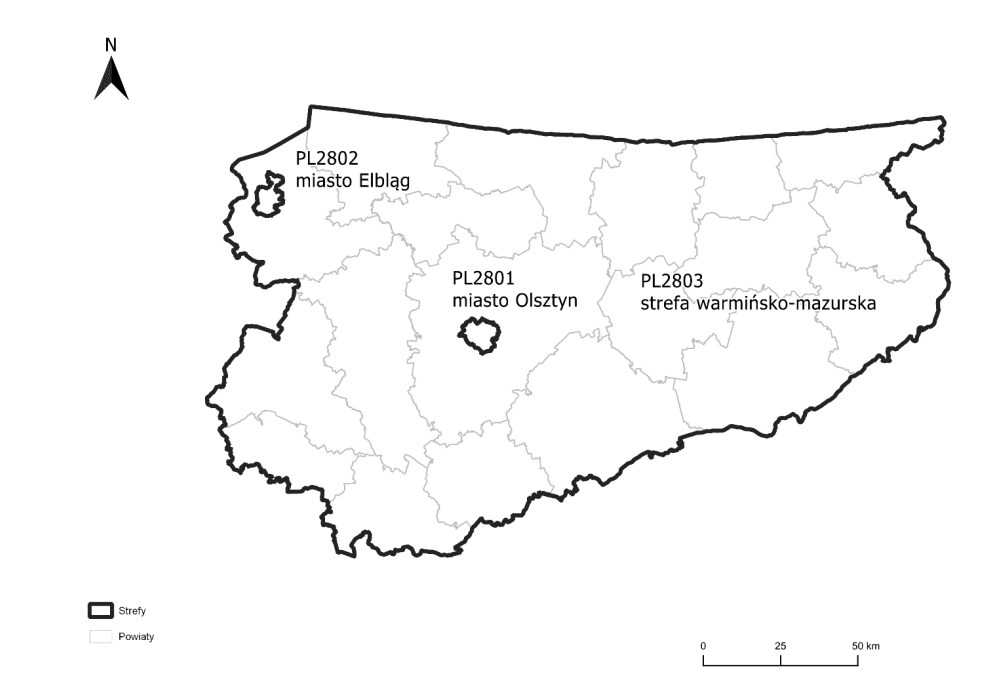 N
PL2802
miasto Elbląg
PL2801
miasto Olsztyn
PL2803
strefa warmińsko-mazurska
Strefy
Powiaty
0 25 50 km